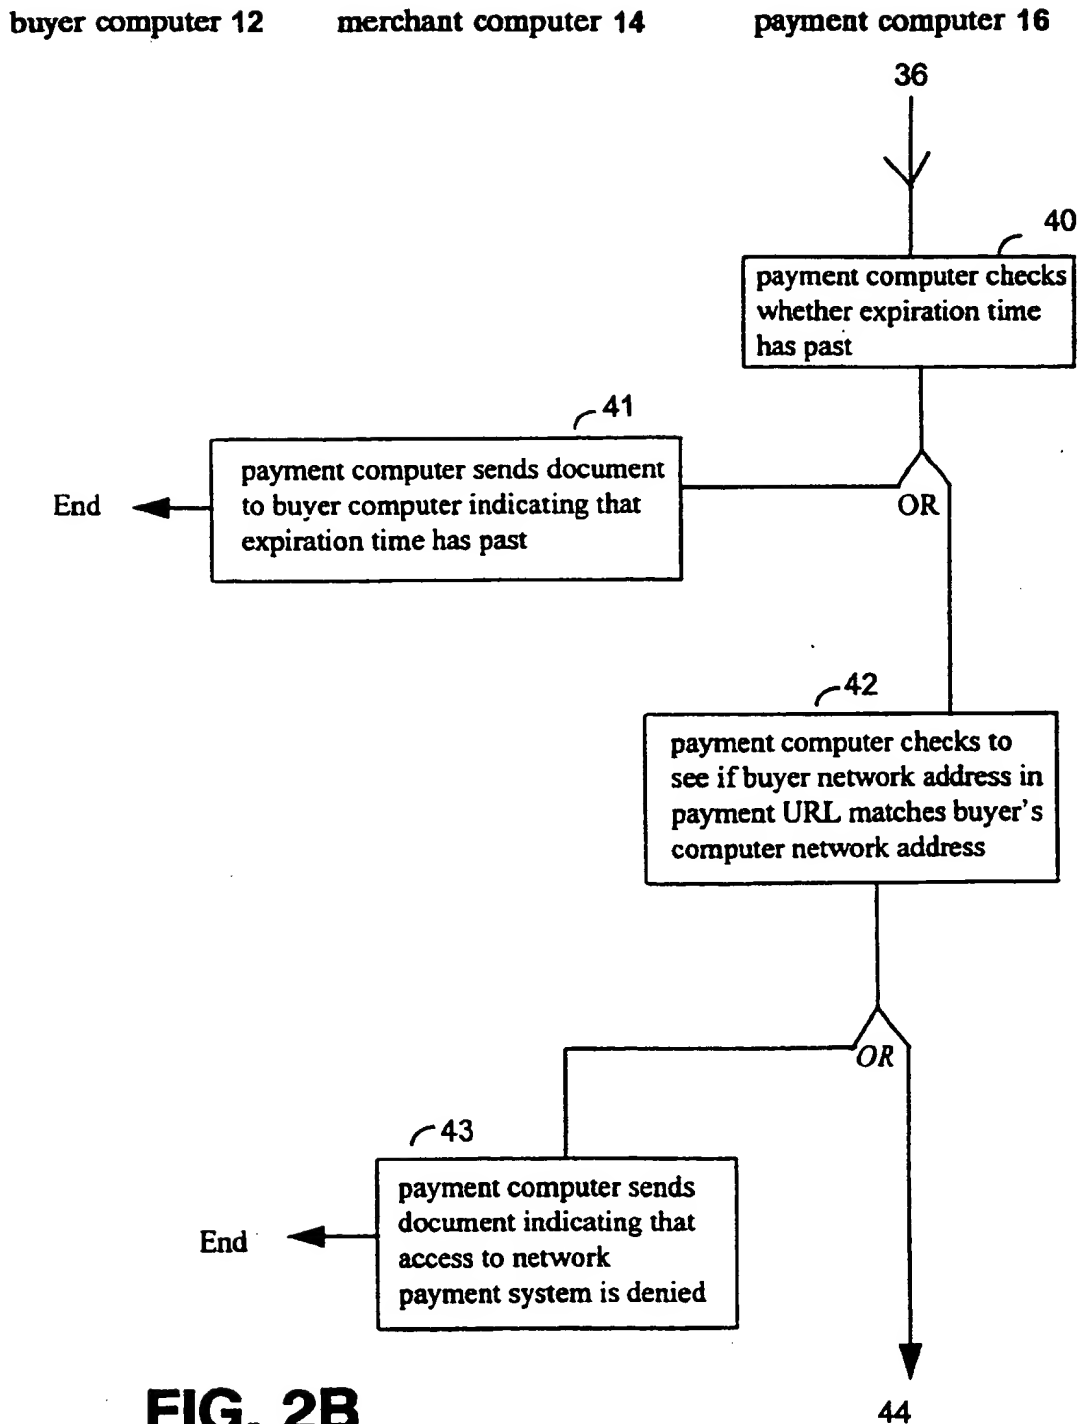 buyer computer 12 merchant computer 14 payment computer 16
36
40
payment computer checks
whether expiration time
has past
41
payment computer sends document
to buyer computer indicating that
expiration time has past
End
OR
42
payment computer checks to
see if buyer network address in
payment URL matches buyer's
computer network address
OR
43
payment computer sends
document indicating that
access to network
payment system is denied
End
44
FIG. 2B